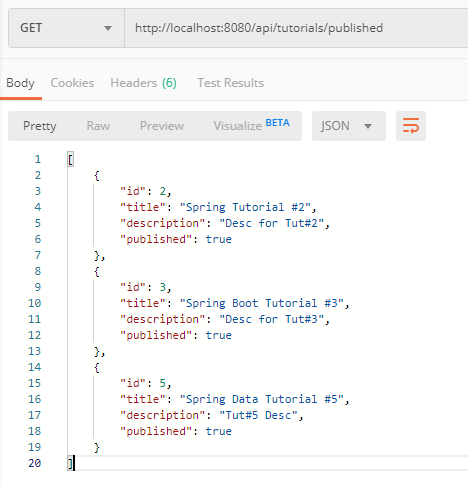 GET http://localhost:8080/api/tutorials/published
Body Cookies Headers (6) Test Results
Pretty Raw Preview Visualize BETA JSON
1 [
2 {
3 "id": 2,
4 "title": "Spring Tutorial #2",
5 "description": "Desc for Tut#2",
6 "published": true
7 },
8 {
9 "id": 3,
10 "title": "Spring Boot Tutorial #3",
11 "description": "Desc for Tut#3",
12 "published": true
13 },
14 {
15 "id": 5,
16 "title": "Spring Data Tutorial #5",
17 "description": "Tut#5 Desc",
18 "published": true
19 }
20 ]